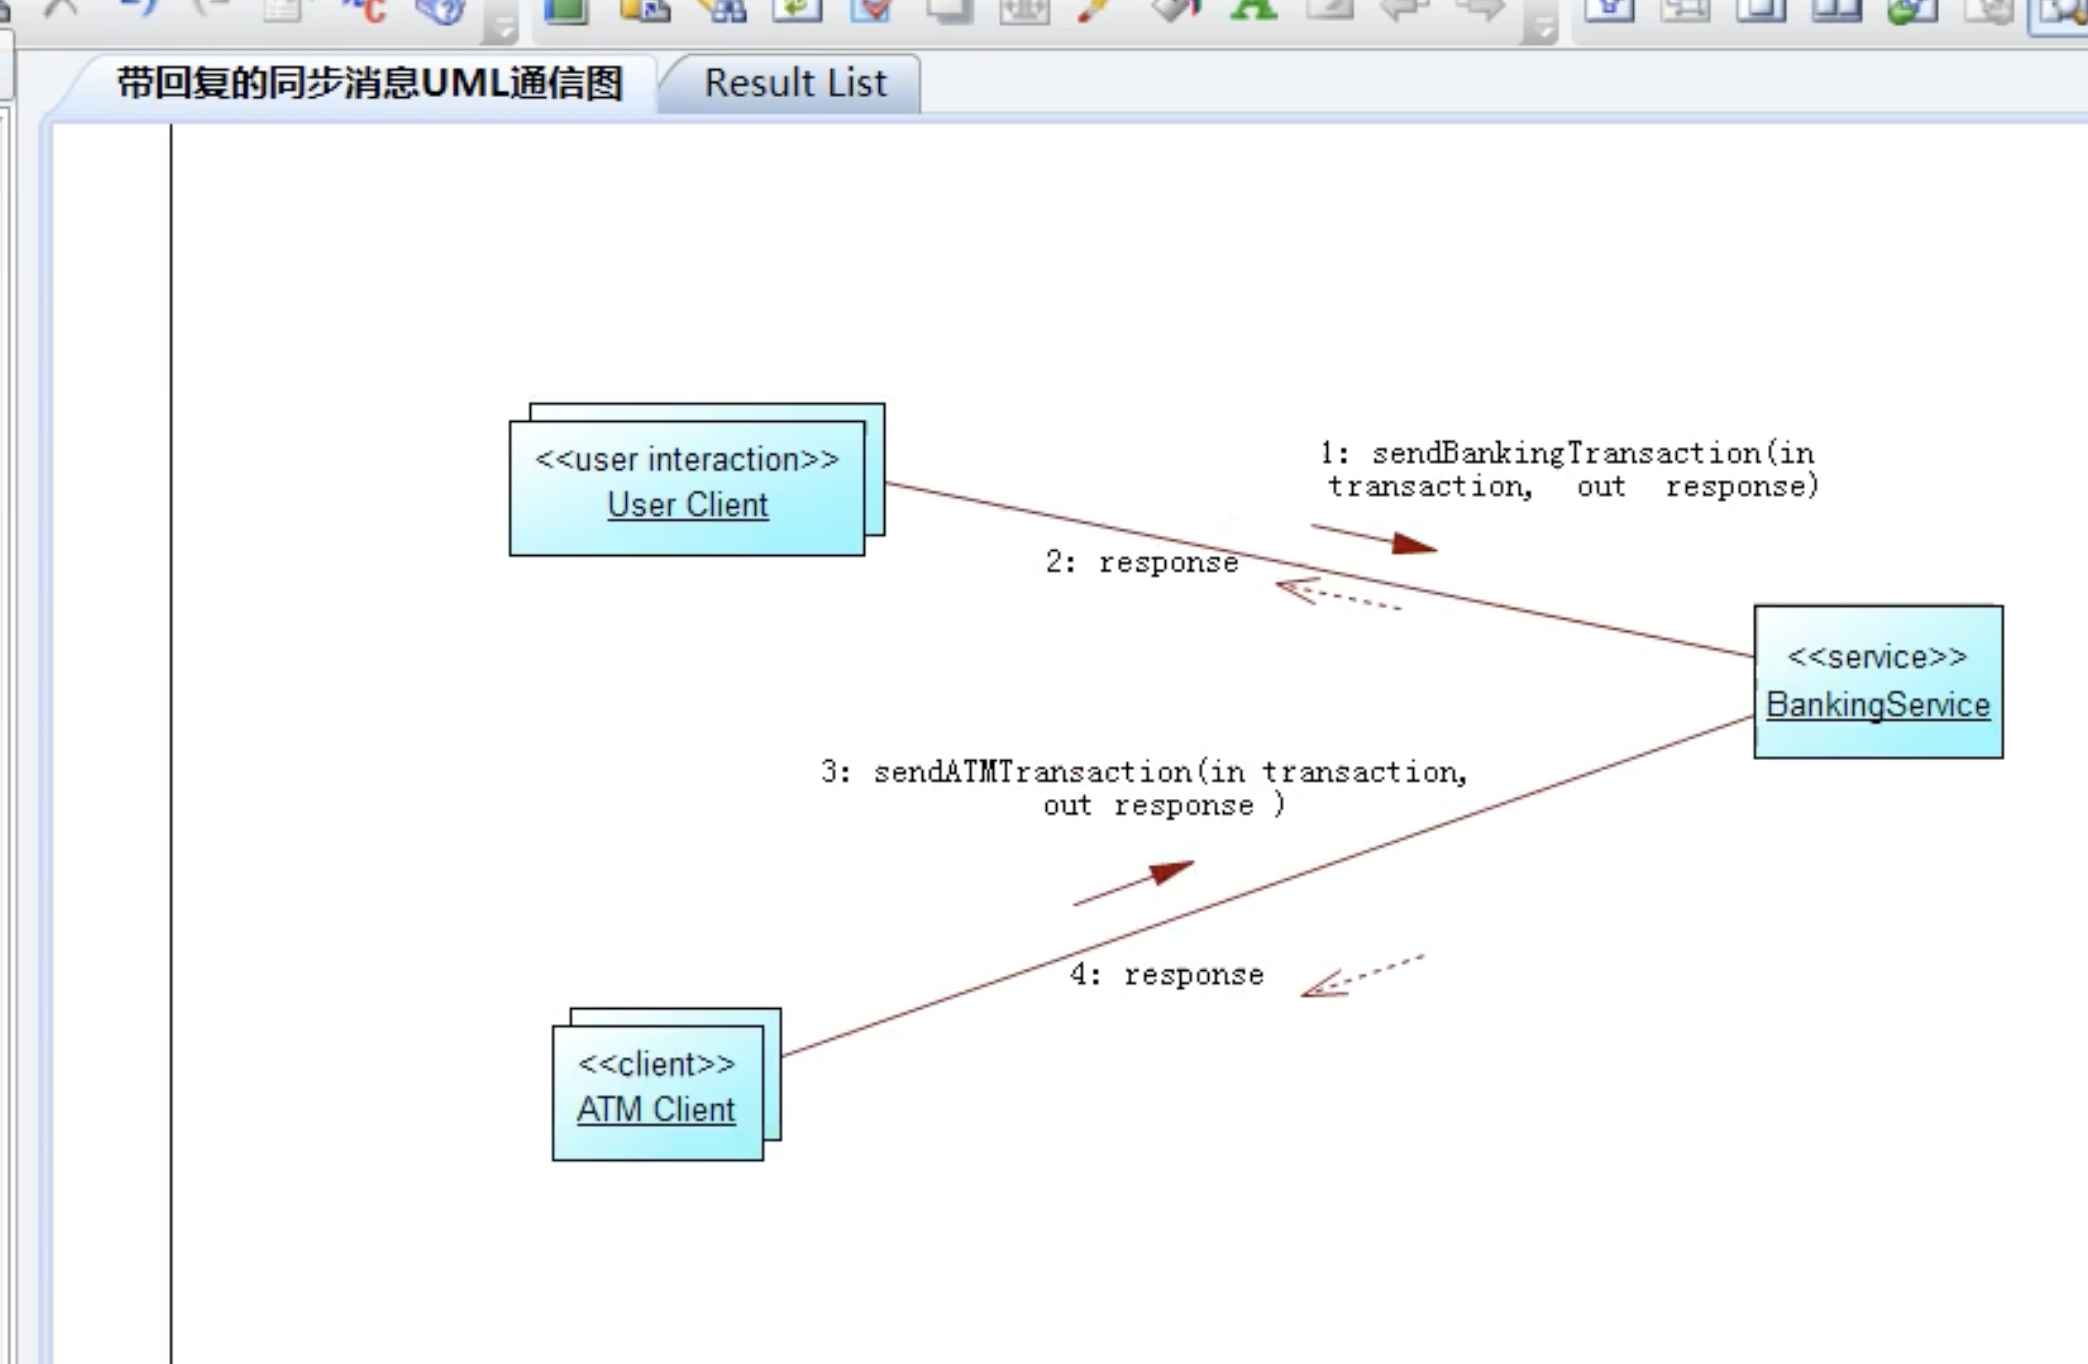 带回复的同步消息UML通信图
Result List
<<user interaction>>
User Client
1: sendBankingTransaction(in
transaction, out response)
2: response
<<service>>
BankingService
3: sendATMTransaction(in transaction,
out response )
4: response
<<client>>
ATM Client